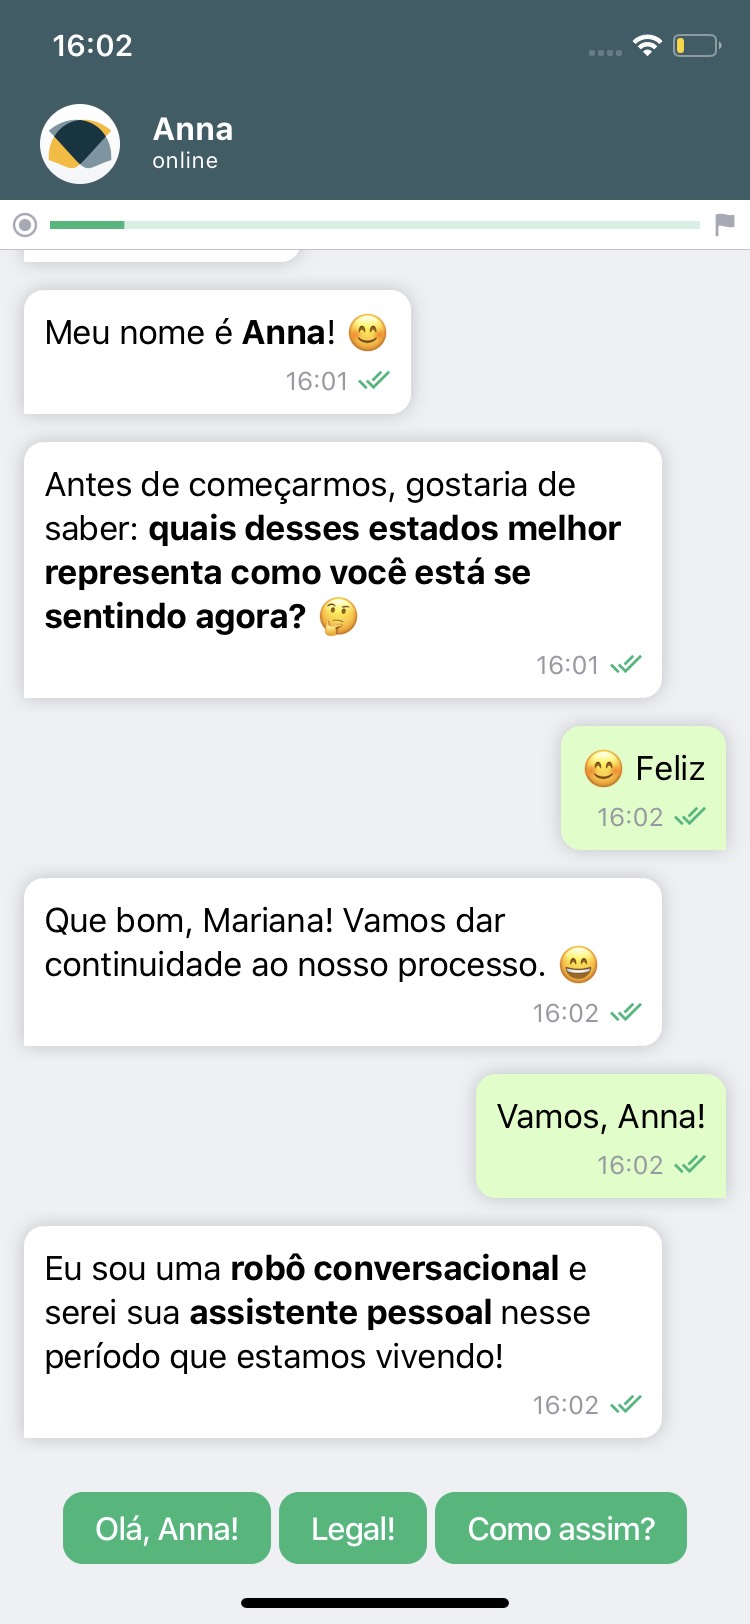 16:02
Anna
online
Meu nome é Anna! 😊
16:01
Antes de começarmos, gostaria de
saber: quais desses estados melhor
representa como você está se
sentindo agora? 🤔
16:01
😊 Feliz
16:02
Que bom, Mariana! Vamos dar
continuidade ao nosso processo. 😄
16:02
Vamos, Anna!
16:02
Eu sou uma robô conversacional e
serei sua assistente pessoal nesse
período que estamos vivendo!
16:02
Olá, Anna! Legal! Como assim?